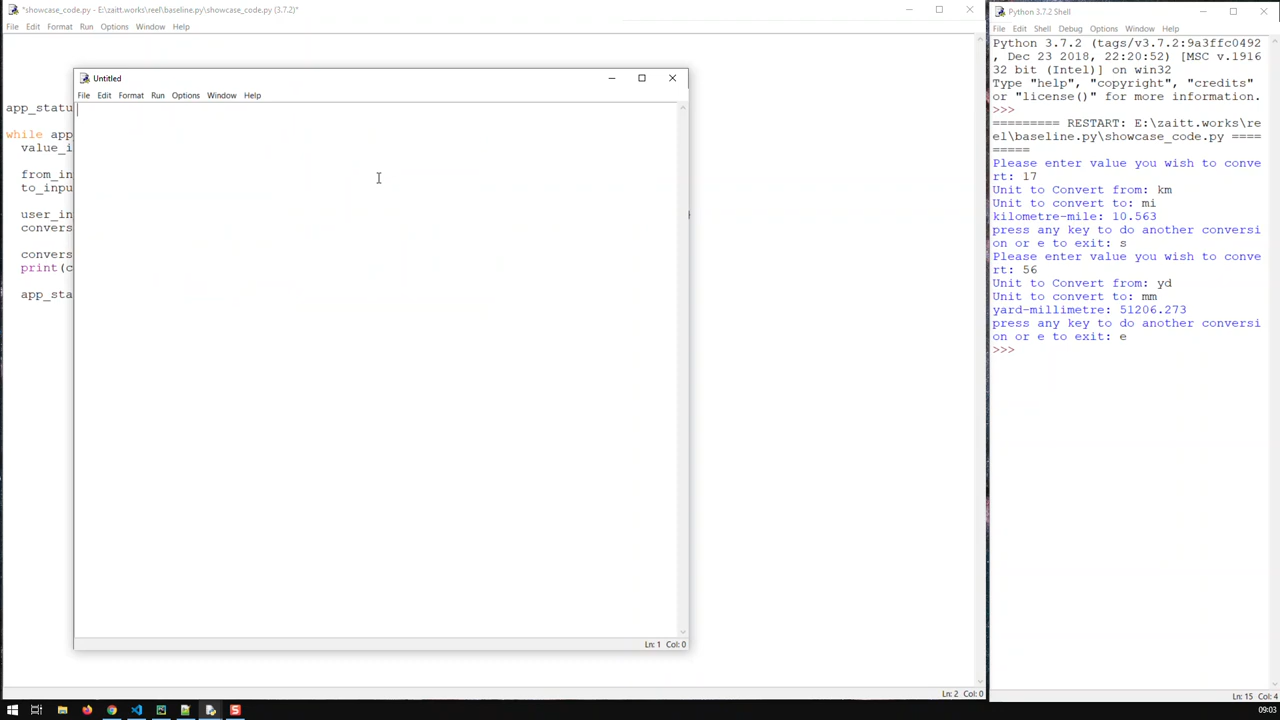 *showcase_code.py - E:\zaitt.works\reel\baseline.py\showcase_code.py (3.7.2)*
File Edit Format Run Options Window Help
app_statu
while app
value_i
from_in
to_inpu
user_in
convers
convers
print(c
app_sta
Ln: 2 Col: 0
Untitled
File Edit Format Run Options Window Help
Ln: 1 Col: 0
Python 3.7.2 Shell
File Edit Shell Debug Options Window Help
Python 3.7.2 (tags/v3.7.2:9a3ffc0492
, Dec 23 2018, 22:20:52) [MSC v.1916
32 bit (Intel)] on win32
Type "help", "copyright", "credits"
or "license()" for more information.
>>>
========= RESTART: E:\zaitt.works\re
el\baseline.py\showcase_code.py ====
=====
Please enter value you wish to conve
rt: 17
Unit to Convert from: km
Unit to convert to: mi
kilometre-mile: 10.563
press any key to do another conversi
on or e to exit: s
Please enter value you wish to conve
rt: 56
Unit to Convert from: yd
Unit to convert to: mm
yard-millimetre: 51206.273
press any key to do another conversi
on or e to exit: e
>>>
Ln: 15 Col: 4
09:03